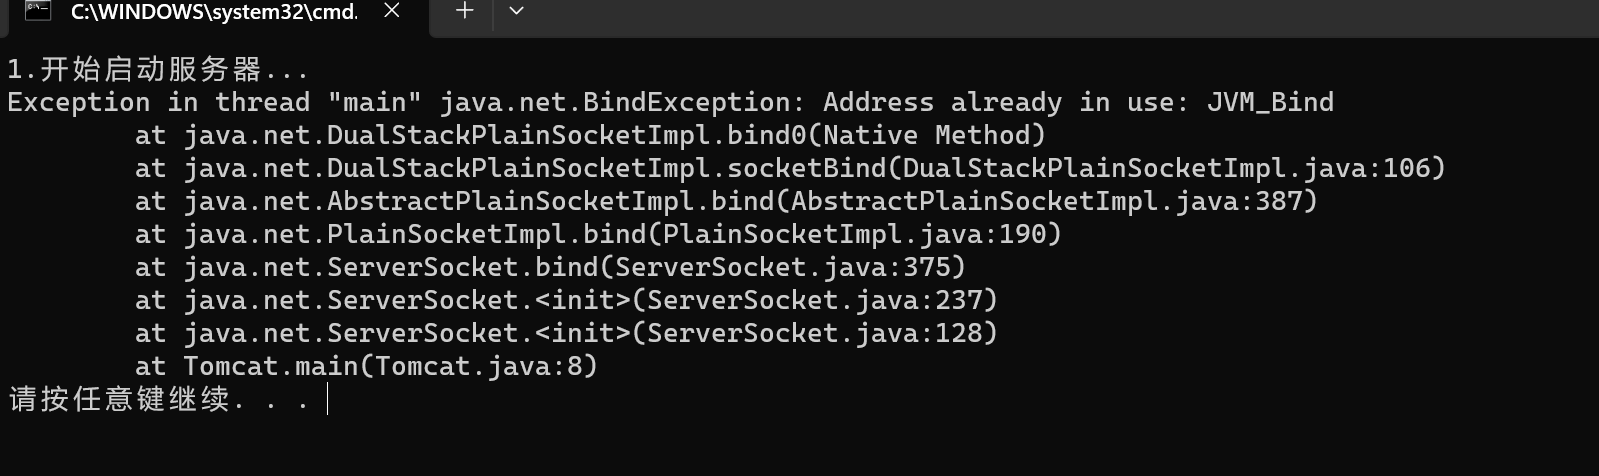 C:\WINDOWS\system32\cmd.
1.开始启动服务器...
Exception in thread "main" java.net.BindException: Address already in use: JVM_Bind
        at java.net.DualStackPlainSocketImpl.bind0(Native Method)
        at java.net.DualStackPlainSocketImpl.socketBind(DualStackPlainSocketImpl.java:106)
        at java.net.AbstractPlainSocketImpl.bind(AbstractPlainSocketImpl.java:387)
        at java.net.PlainSocketImpl.bind(PlainSocketImpl.java:190)
        at java.net.ServerSocket.bind(ServerSocket.java:375)
        at java.net.ServerSocket.<init>(ServerSocket.java:237)
        at java.net.ServerSocket.<init>(ServerSocket.java:128)
        at Tomcat.main(Tomcat.java:8)
请按任意键继续. . .